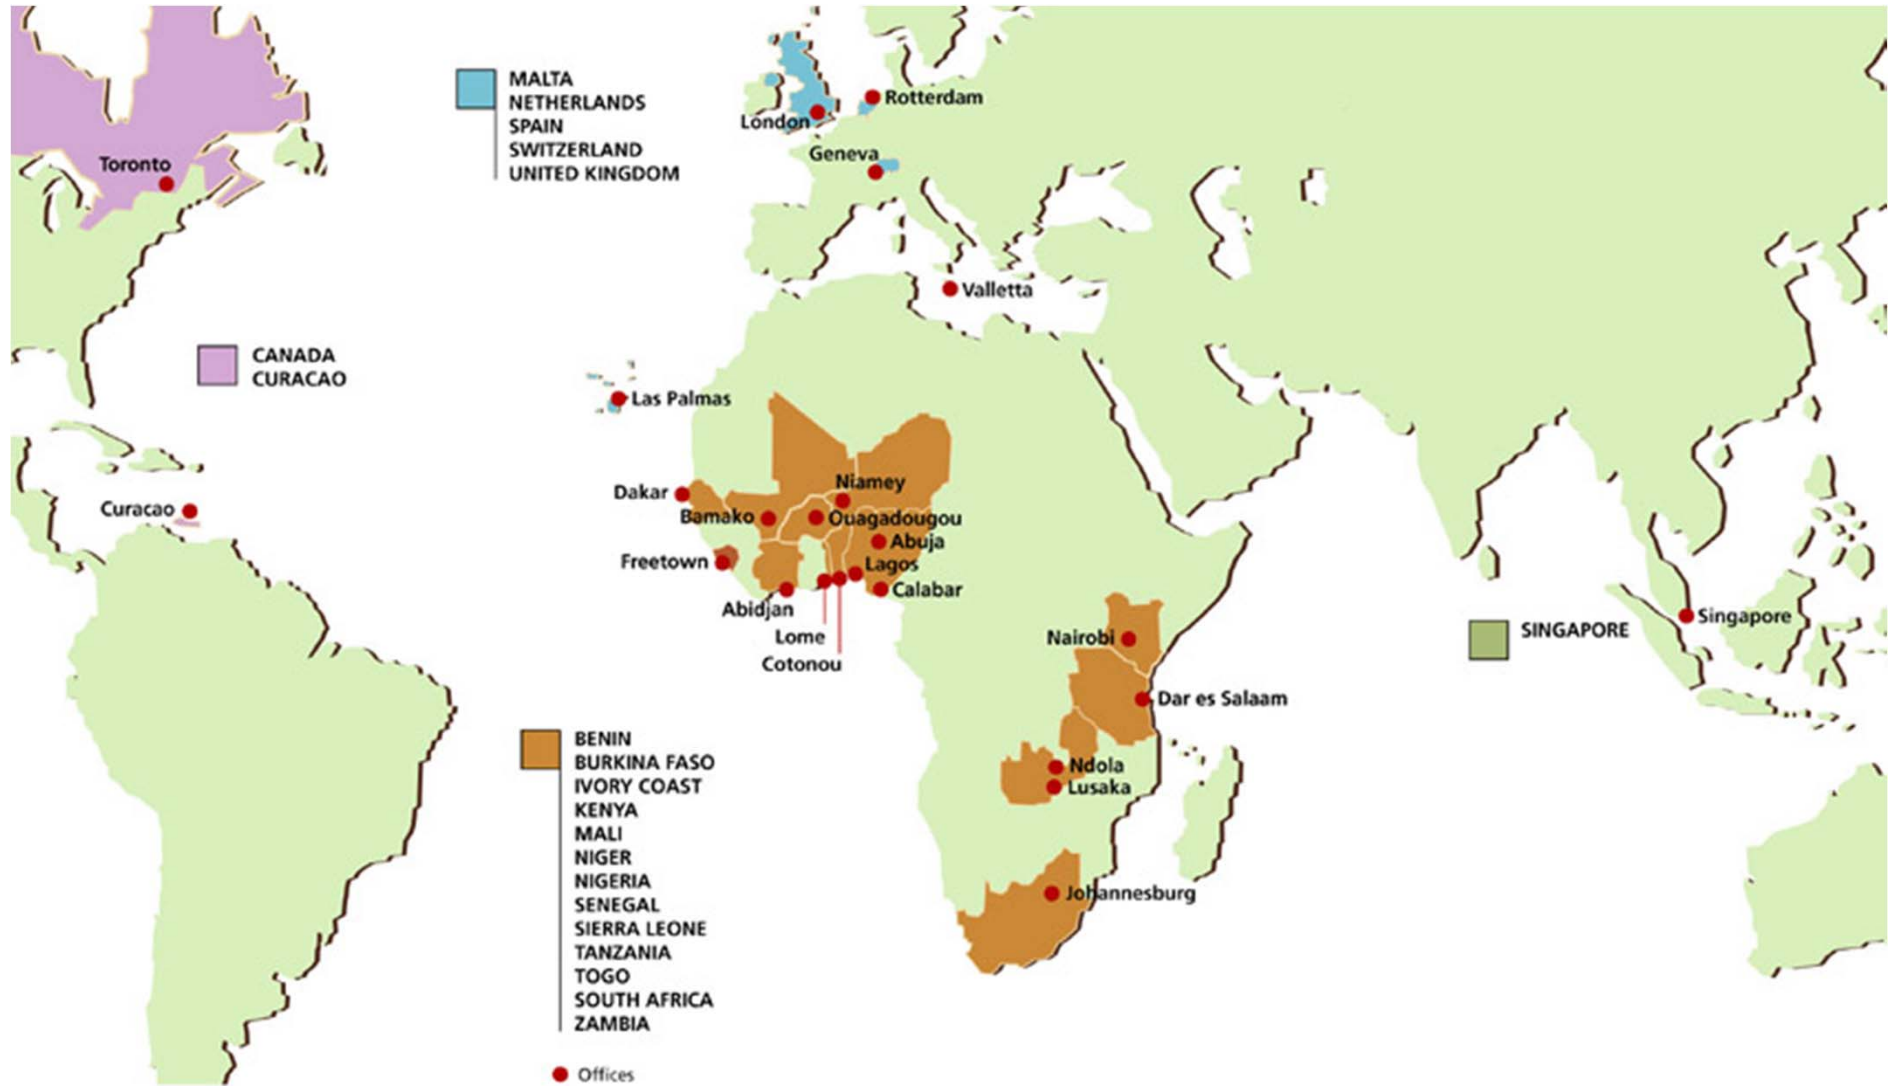 MALTA
NETHERLANDS
SPAIN
SWITZERLAND
UNITED KINGDOM
Rotterdam
London
Geneva
Toronto
Valletta
CANADA
CURACAO
Las Palmas
Niamey
Dakar
Bamako
Ouagadougou
Curacao
Abuja
Freetown
Lagos
Calabar
Abidjan
Lome
Cotonou
Nairobi
Singapore
SINGAPORE
Dar es Salaam
BENIN
BURKINA FASO
IVORY COAST
KENYA
MALI
NIGER
NIGERIA
SENEGAL
SIERRA LEONE
TANZANIA
TOGO
SOUTH AFRICA
ZAMBIA
Ndola
Lusaka
Johannesburg
Offices